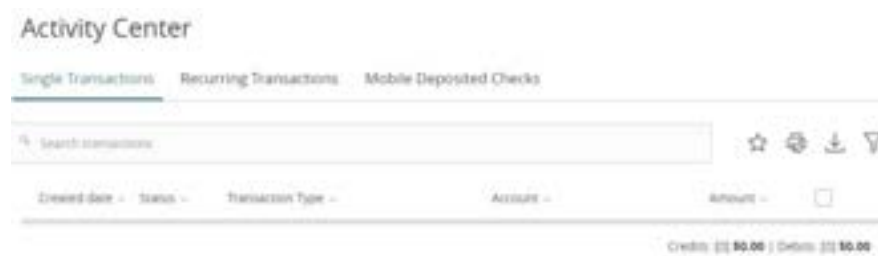 Activity Center
Single Transactions Recurring Transactions Mobile Deposited Checks
Search transactions
Created date Status Transaction Type Account Amount
Credits: [0] $0.00 | Debits: [0] $0.00